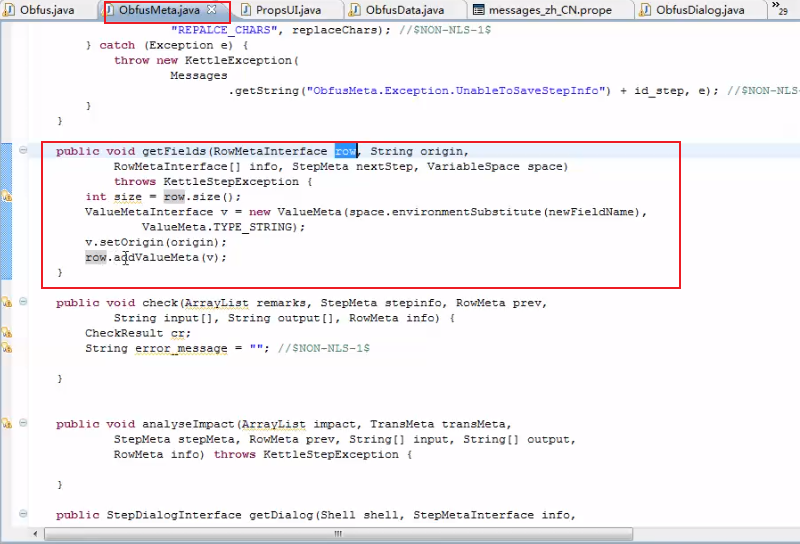 Obfus.java
ObfusMeta.java
PropsUI.java
ObfusData.java
messages_zh_CN.prope
ObfusDialog.java
»29
"REPALCE_CHARS", replaceChars); //$NON-NLS-1$
} catch (Exception e) {
throw new KettleException(
Messages
.getString("ObfusMeta.Exception.UnableToSaveStepInfo") + id_step, e); //$NON-NLS
}
}
public void getFields(RowMetaInterface row, String origin,
RowMetaInterface[] info, StepMeta nextStep, VariableSpace space)
throws KettleStepException {
int size = row.size();
ValueMetaInterface v = new ValueMeta(space.environmentSubstitute(newFieldName),
ValueMeta.TYPE_STRING);
v.setOrigin(origin);
row.addValueMeta(v);
}
public void check(ArrayList remarks, StepMeta stepinfo, RowMeta prev,
String input[], String output[], RowMeta info) {
CheckResult cr;
String error_message = ""; //$NON-NLS-1$
}
public void analyseImpact(ArrayList impact, TransMeta transMeta,
StepMeta stepMeta, RowMeta prev, String[] input, String[] output,
RowMeta info) throws KettleStepException {
}
public StepDialogInterface getDialog(Shell shell, StepMetaInterface info,